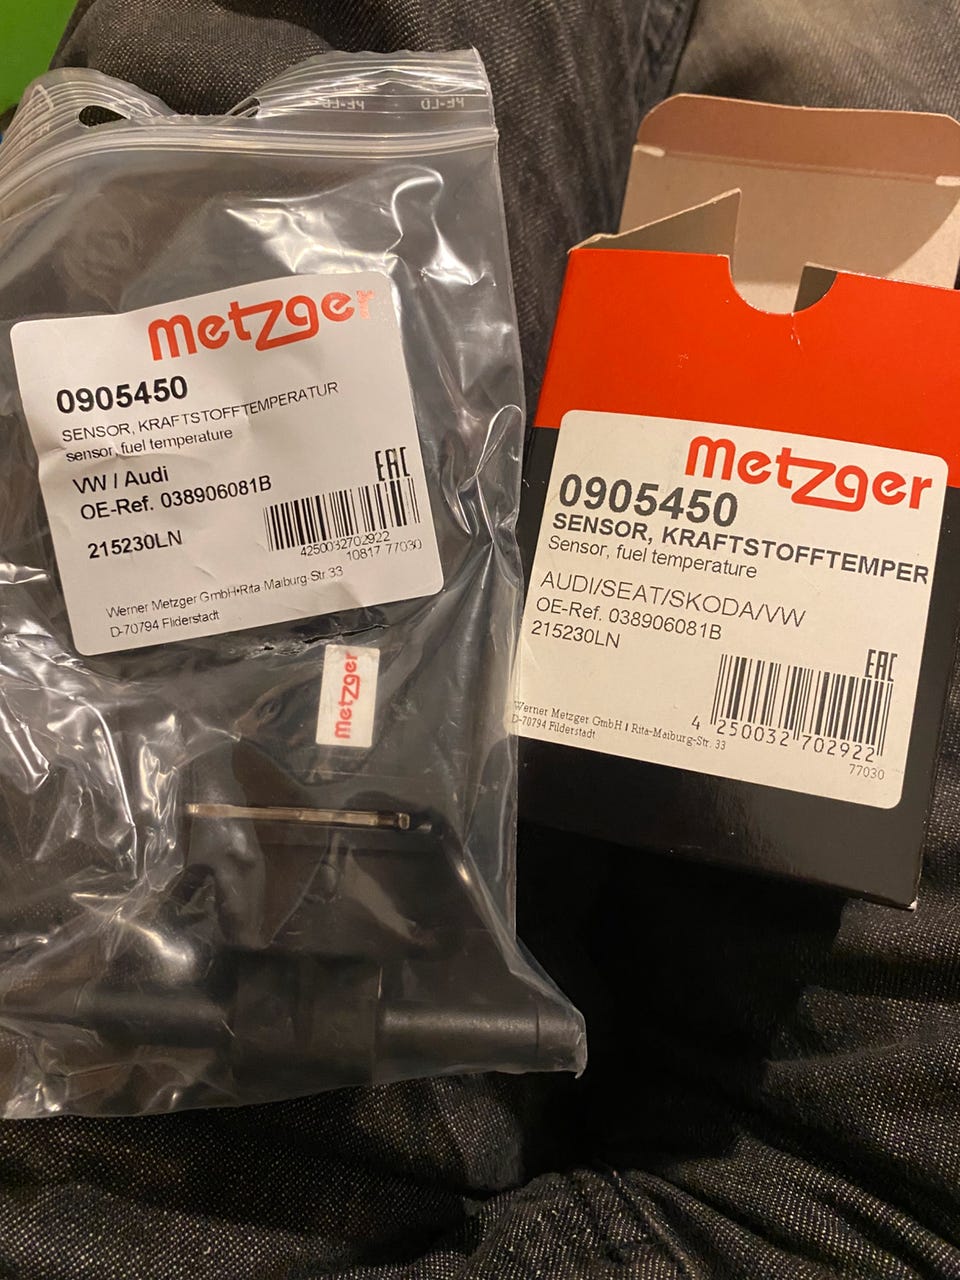 metzger
0905450
SENSOR, KRAFTSTOFFTEMPERATUR
sensor, fuel temperature
VW / Audi
OE-Ref. 038906081B
EAC
215230LN
4250032702922
10817 77030
Werner Metzger GmbH•Rita-Maiburg-Str.33
D-70794 Filderstadt
metzger
metzger
0905450
SENSOR, KRAFTSTOFFTEMPER
Sensor, fuel temperature
AUDI/SEAT/SKODA/VW
OE-Ref. 038906081B
215230LN
EAC
4 250032 702922
77030
Werner Metzger GmbH I Rita-Maiburg-Str. 33
D-70794 Filderstadt